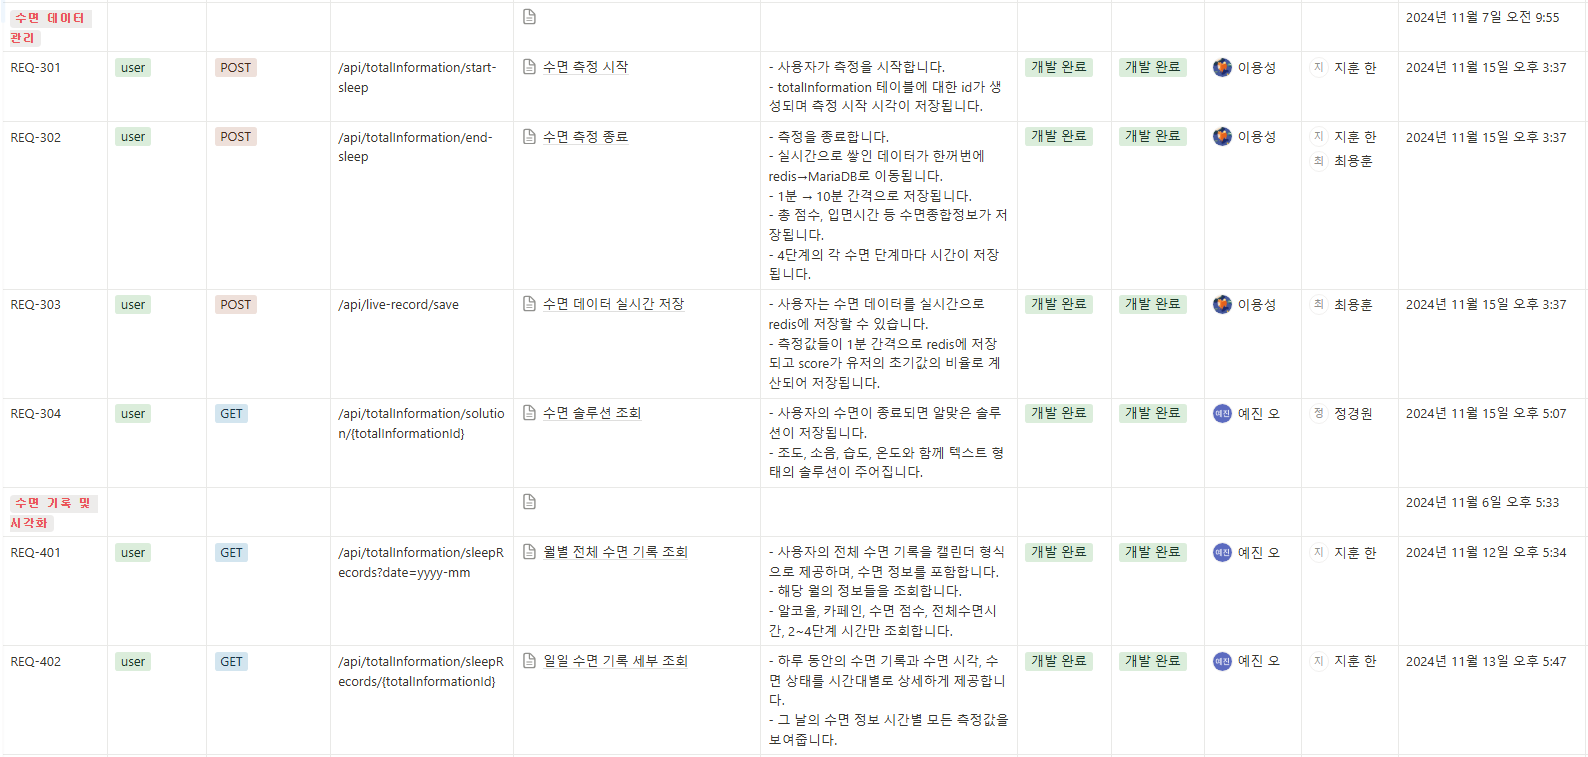 수면 데이터
관리
2024년 11월 7일 오전 9:55
REQ-301
user
POST
/api/totalInformation/start-
sleep
수면 측정 시작
- 사용자가 측정을 시작합니다.
- totalInformation 테이블에 대한 id가 생
성되며 측정 시작 시각이 저장됩니다.
개발 완료
개발 완료
이용성
지 지훈 한
2024년 11월 15일 오후 3:37
REQ-302
user
POST
/api/totalInformation/end-
sleep
수면 측정 종료
- 측정을 종료합니다.
- 실시간으로 쌓인 데이터가 한꺼번에
redis→MariaDB로 이동됩니다.
- 1분 → 10분 간격으로 저장됩니다.
- 총 점수, 입면시간 등 수면종합정보가 저
장됩니다.
- 4단계의 각 수면 단계마다 시간이 저장
됩니다.
개발 완료
개발 완료
이용성
지 지훈 한
최 최용훈
2024년 11월 15일 오후 3:37
REQ-303
user
POST
/api/live-record/save
수면 데이터 실시간 저장
- 사용자는 수면 데이터를 실시간으로
redis에 저장할 수 있습니다.
- 측정값들이 1분 간격으로 redis에 저장
되고 score가 유저의 초기값의 비율로 계
산되어 저장됩니다.
개발 완료
개발 완료
이용성
최 최용훈
2024년 11월 15일 오후 3:37
REQ-304
user
GET
/api/totalInformation/solutio
n/{totalInformationId}
수면 솔루션 조회
- 사용자의 수면이 종료되면 알맞은 솔루
션이 저장됩니다.
- 조도, 소음, 습도, 온도와 함께 텍스트 형
태의 솔루션이 주어집니다.
개발 완료
개발 완료
예진 예진 오
정 정경원
2024년 11월 15일 오후 5:07
수면 기록 및
시각화
2024년 11월 6일 오후 5:33
REQ-401
user
GET
/api/totalInformation/sleepR
ecords?date=yyyy-mm
월별 전체 수면 기록 조회
- 사용자의 전체 수면 기록을 캘린더 형식
으로 제공하며, 수면 정보를 포함합니다.
- 해당 월의 정보들을 조회합니다.
- 알코올, 카페인, 수면 점수, 전체수면시
간, 2~4단계 시간만 조회합니다.
개발 완료
개발 완료
예진 예진 오
지 지훈 한
2024년 11월 12일 오후 5:34
REQ-402
user
GET
/api/totalInformation/sleepR
ecords/{totalInformationId}
일일 수면 기록 세부 조회
- 하루 동안의 수면 기록과 수면 시각, 수
면 상태를 시간대별로 상세하게 제공합니
다.
- 그 날의 수면 정보 시간별 모든 측정값을
보여줍니다.
개발 완료
개발 완료
예진 예진 오
지 지훈 한
2024년 11월 13일 오후 5:47